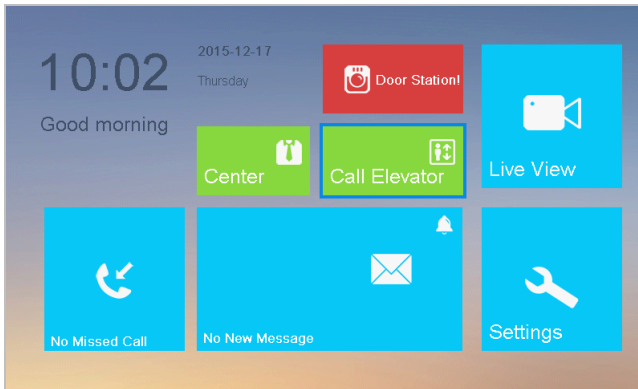 10:02
Good morning
2015-12-17
Thursday
Door Station!
Center
Call Elevator
Live View
No Missed Call
No New Message
Settings